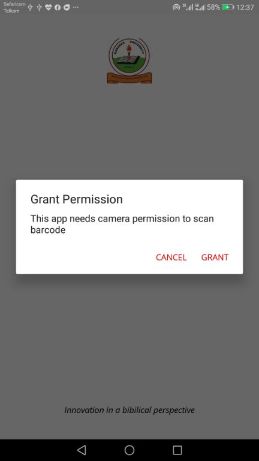 Safaricom
Telkom
58%
12:37
Grant Permission
This app needs camera permission to scan
barcode
CANCEL
GRANT
Innovation in a bibilical perspective